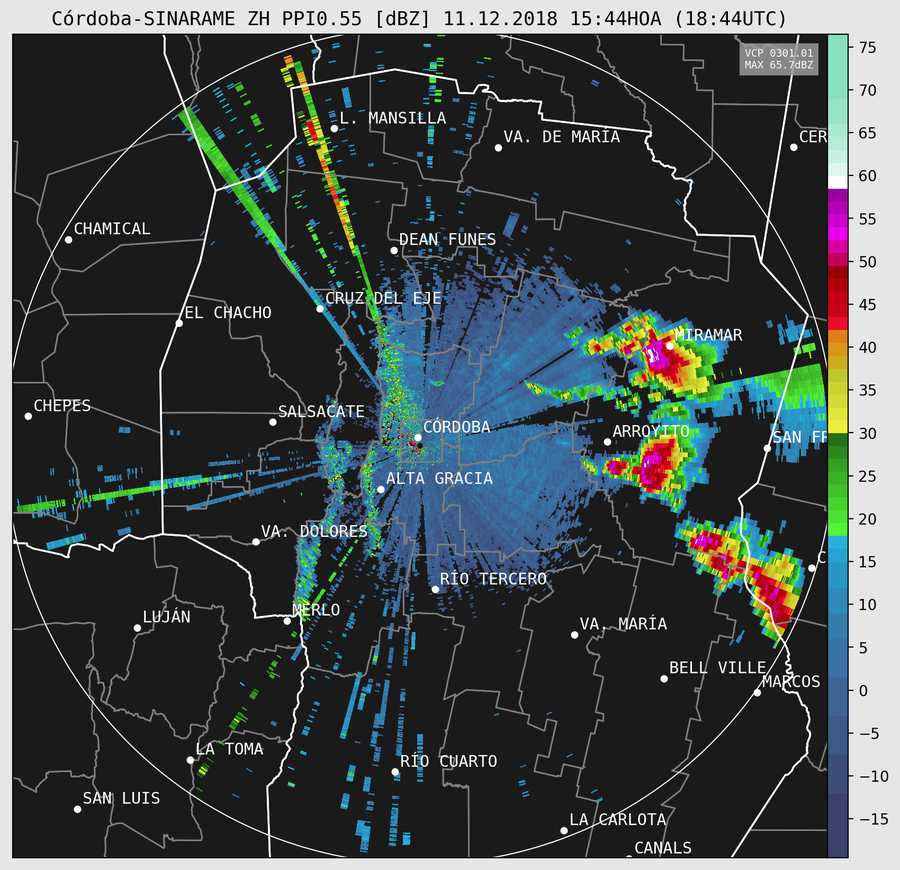 Córdoba-SINARAME ZH PPI0.55 [dBZ] 11.12.2018 15:44HOA (18:44UTC)
VCP 0301.01
MAX 65.7dBZ
75
70
65
60
55
50
45
40
35
30
25
20
15
10
5
0
−5
−10
−15
L. MANSILLA
VA. DE MARÍA
CER
CHAMICAL
DEAN FUNES
CRUZ DEL EJE
EL CHACHO
MIRAMAR
CHEPES
SALSACATE
CÓRDOBA
ARROYITO
SAN FR
ALTA GRACIA
VA. DOLORES
C
RÍO TERCERO
MERLO
LUJÁN
VA. MARÍA
BELL VILLE
MARCOS
LA TOMA
RÍO CUARTO
SAN LUIS
LA CARLOTA
CANALS